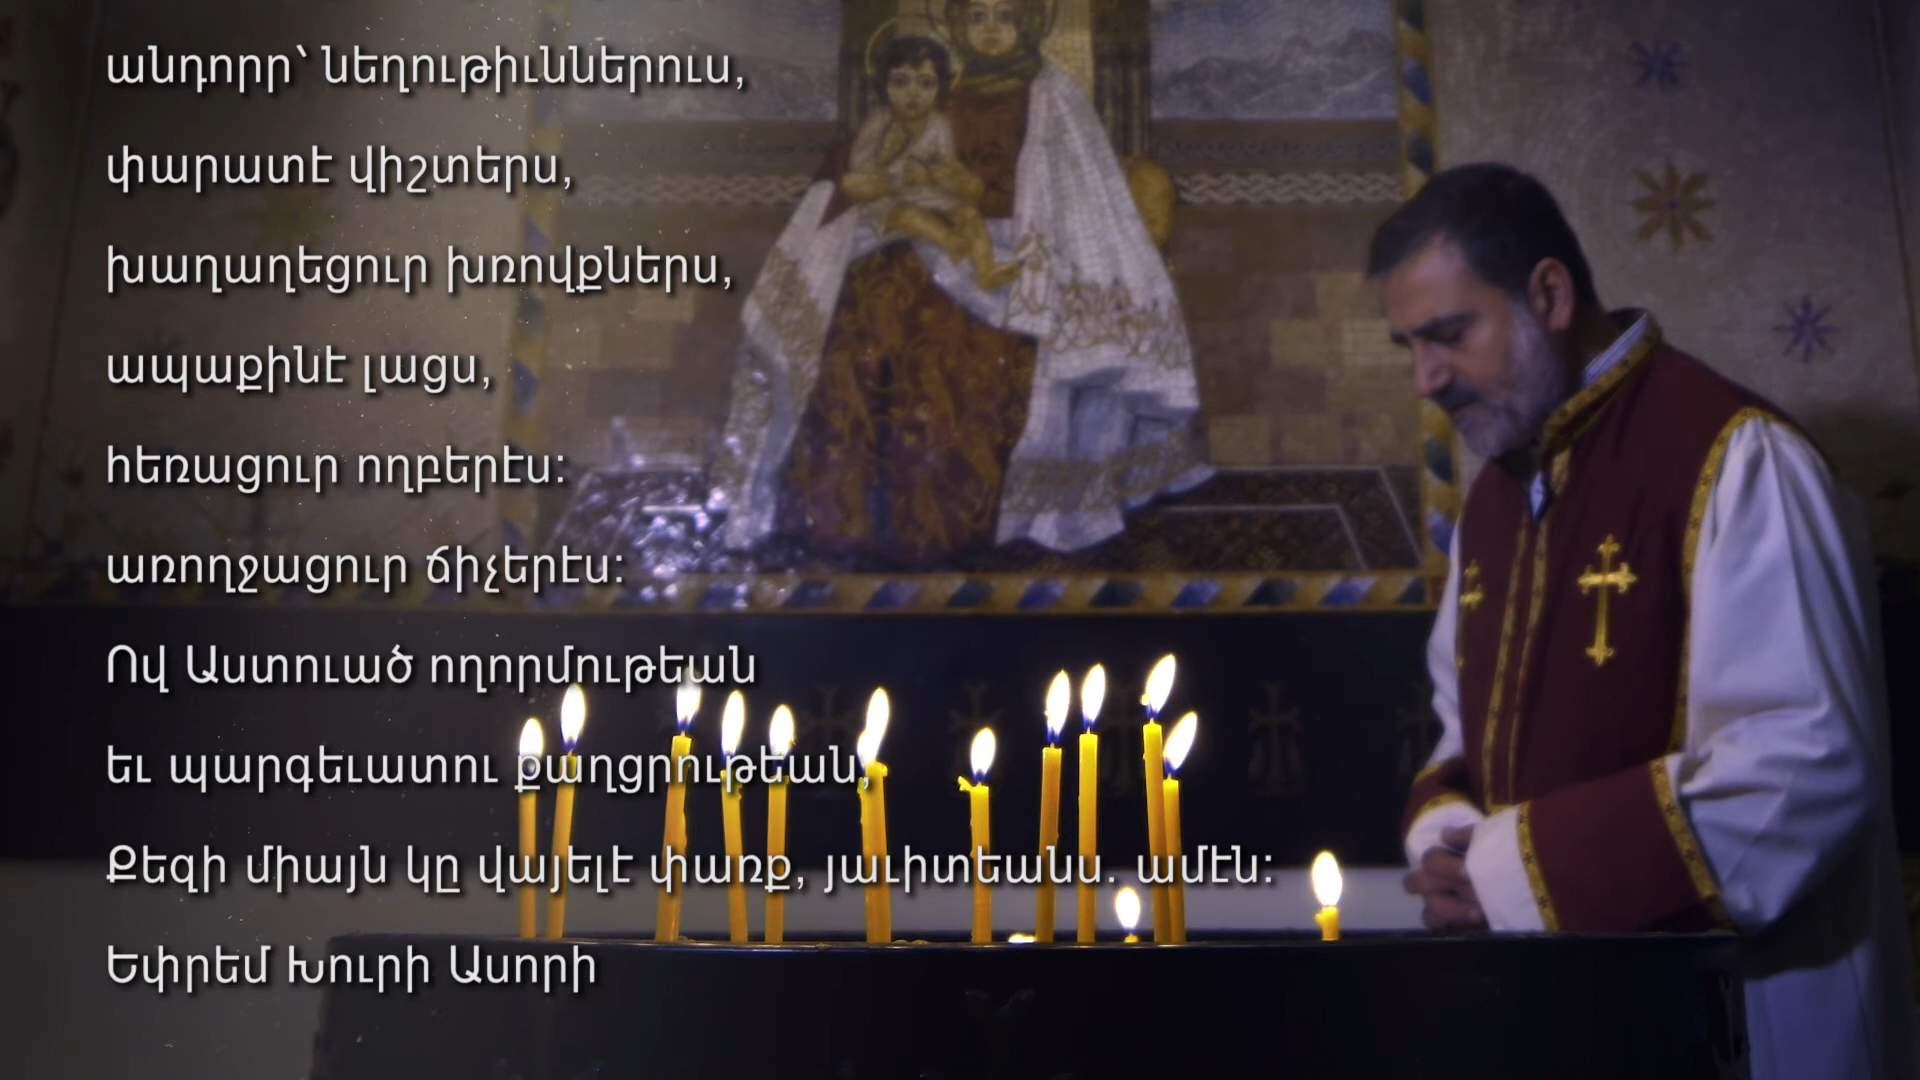 անդորր՝ նեղութիւններուս,
փարատէ վիշտերս,
խաղաղեցուր խռովքներս,
ապաքինէ լացս,
հեռացուր ողբերէս։
առողջացուր ճիչերէս։
Ով Աստուած ողորմութեան
եւ պարգեւատու քաղցրութեան,
Քեզի միայն կը վայելէ փառք, յաւիտեանս. ամէն։
Եփրեմ Խուրի Ասորի